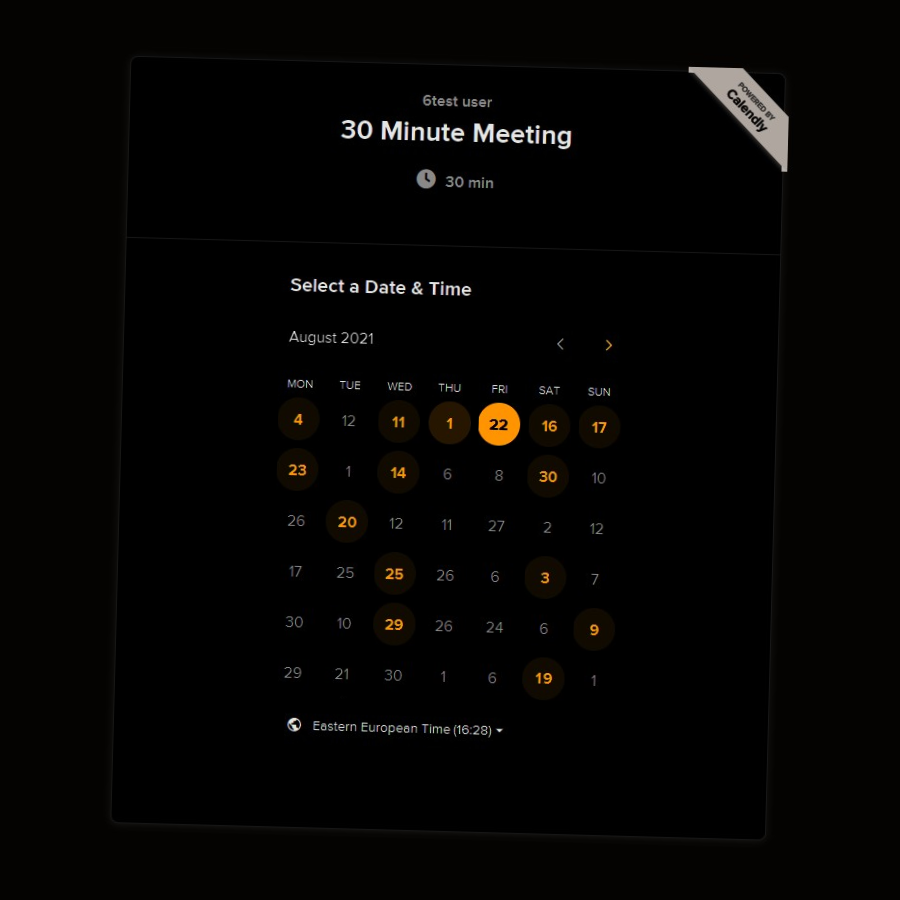 6test user
30 Minute Meeting
30 min
POWERED BY
Calendly
Select a Date & Time
August 2021
MON TUE WED THU FRI SAT SUN
4 12 11 1 22 16 17
23 1 14 6 8 30 10
26 20 12 11 27 2 12
17 25 25 26 6 3 7
30 10 29 26 24 6 9
29 21 30 1 6 19 1
Eastern European Time (16:28)